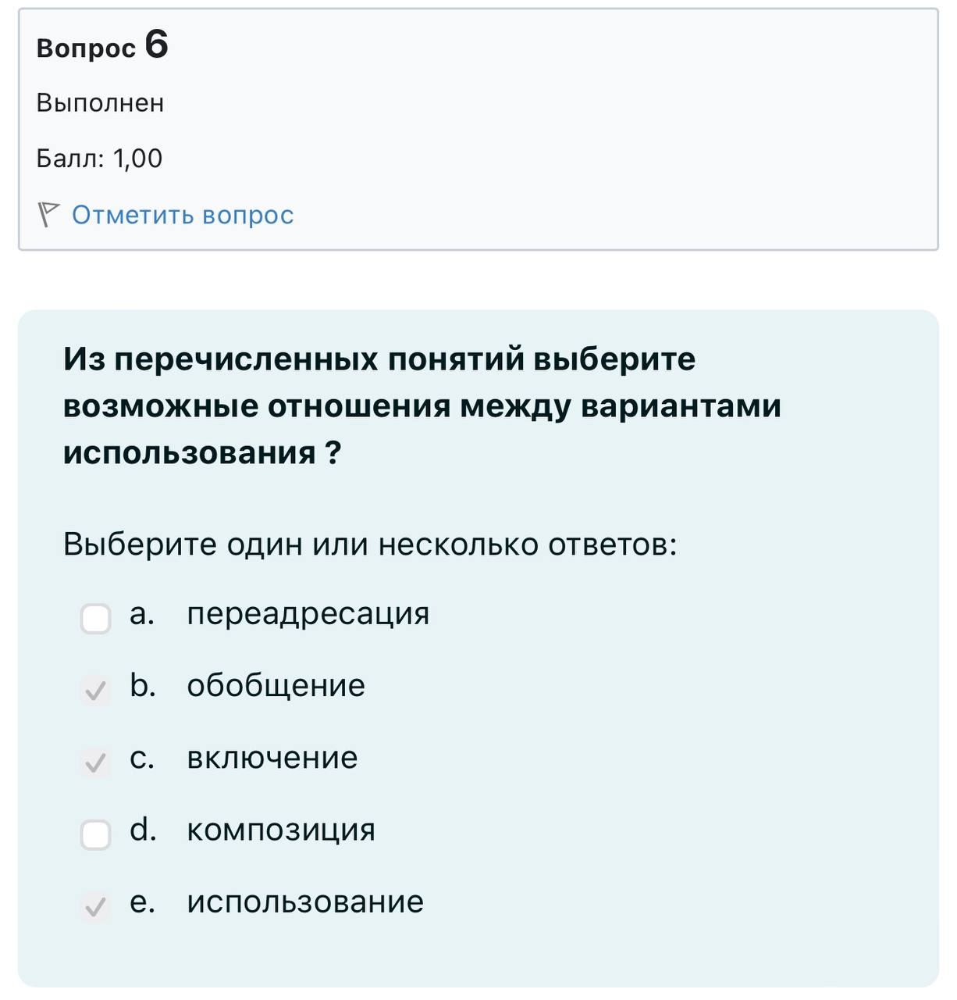 Вопрос 6
Выполнен
Балл: 1,00
Отметить вопрос
Из перечисленных понятий выберите
возможные отношения между вариантами
использования ?
Выберите один или несколько ответов:
a. переадресация
b. обобщение
c. включение
d. композиция
e. использование